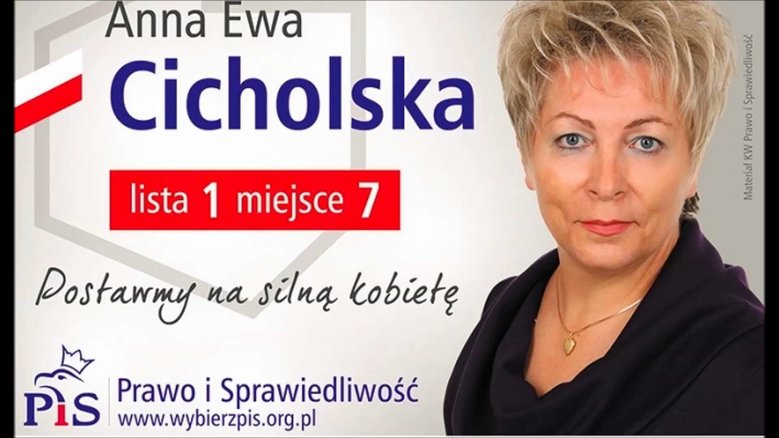 Anna Ewa
Cicholska
lista 1 miejsce 7
Postawmy na silną kobietę
PiS
Prawo i Sprawiedliwość
www.wybierzpis.org.pl
Materiał KW Prawo i Sprawiedliwość